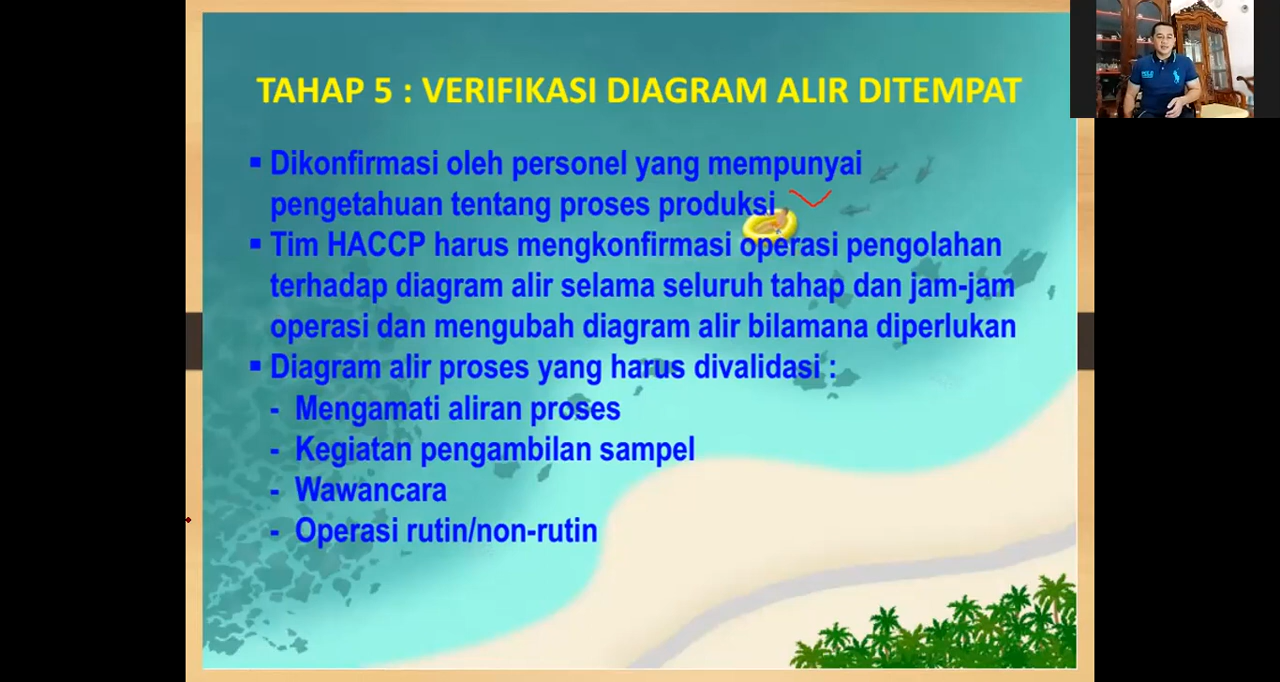 TAHAP 5 : VERIFIKASI DIAGRAM ALIR DITEMPAT
▪ Dikonfirmasi oleh personel yang mempunyai
pengetahuan tentang proses produksi
▪ Tim HACCP harus mengkonfirmasi operasi pengolahan
terhadap diagram alir selama seluruh tahap dan jam-jam
operasi dan mengubah diagram alir bilamana diperlukan
▪ Diagram alir proses yang harus divalidasi :
- Mengamati aliran proses
- Kegiatan pengambilan sampel
- Wawancara
- Operasi rutin/non-rutin